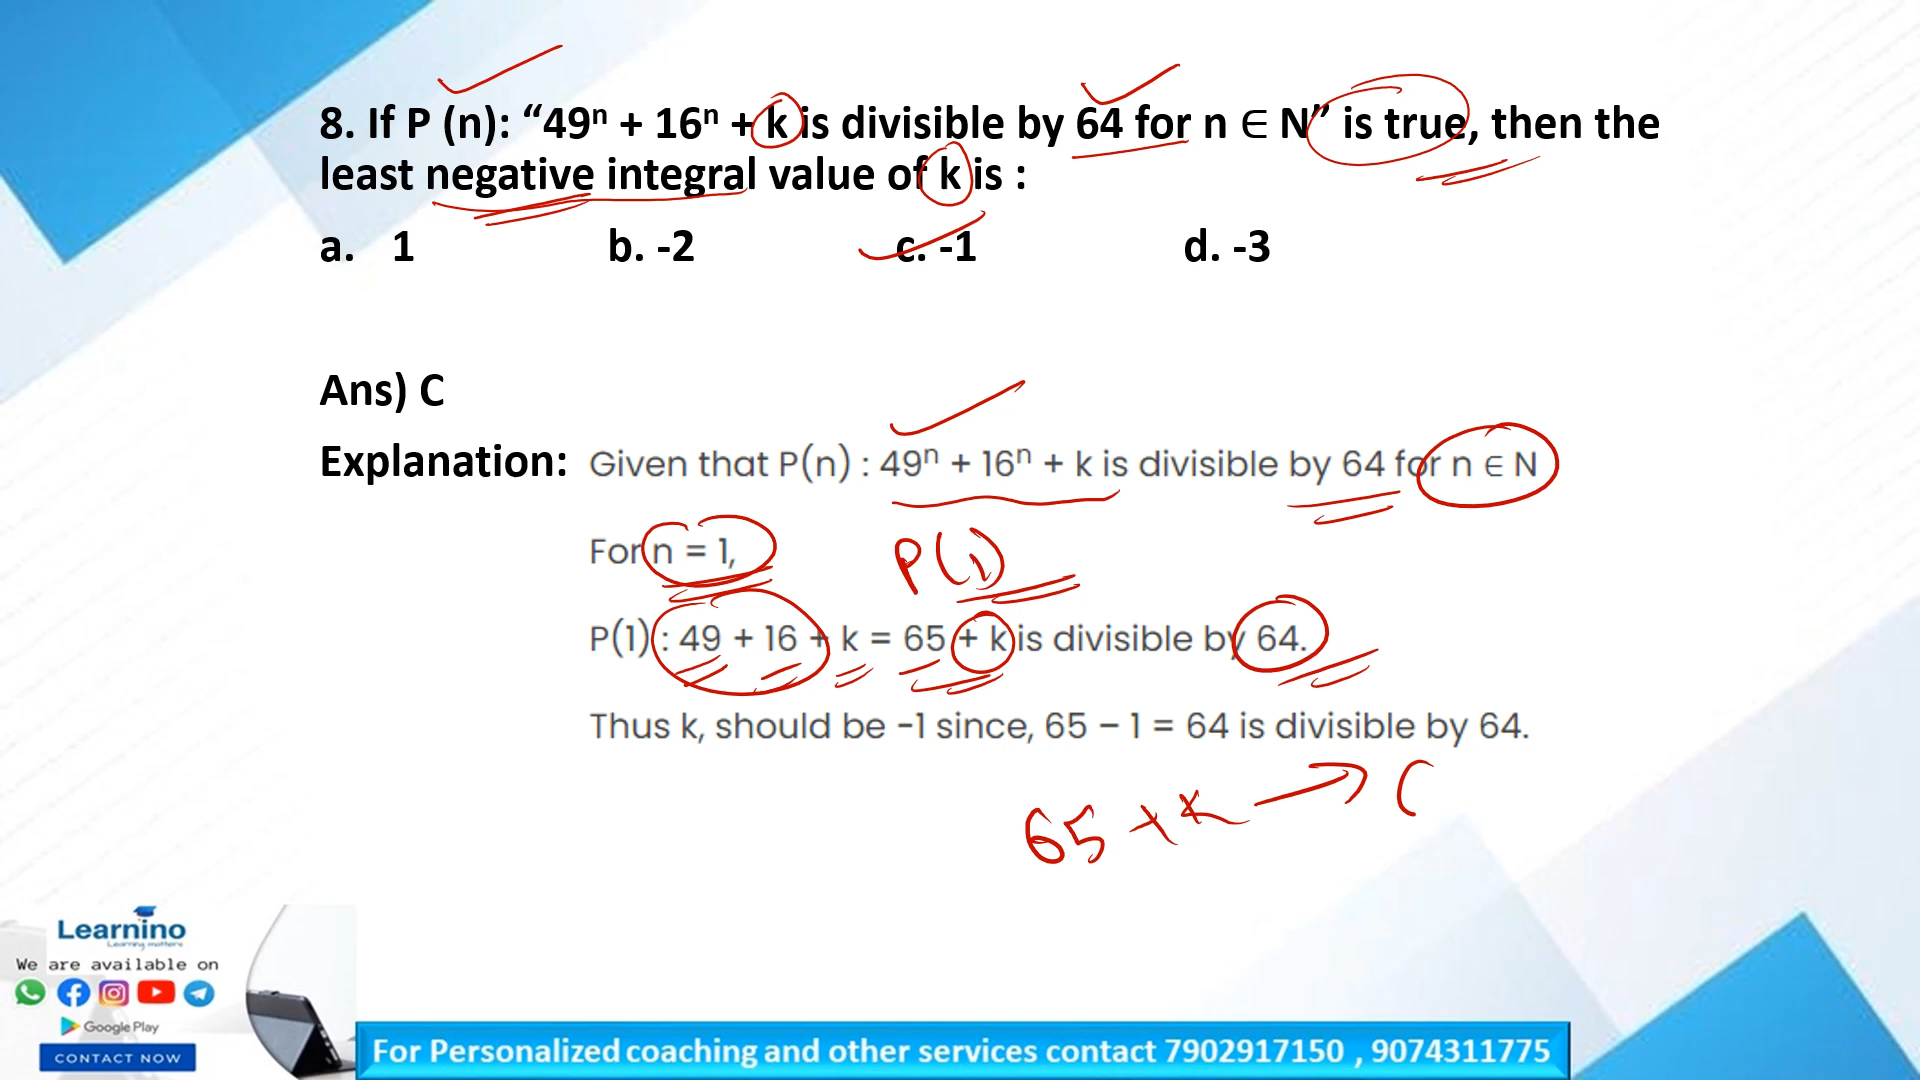 8. If P (n): “49ⁿ + 16ⁿ + k is divisible by 64 for n ∈ N” is true, then the
least negative integral value of k is :
a. 1 b. -2 c. -1 d. -3
Ans) C
Explanation: Given that P(n) : 49ⁿ + 16ⁿ + k is divisible by 64 for n ∈ N
For n = 1,
P(1)
P(1) : 49 + 16 + k = 65 + k is divisible by 64.
Thus k, should be -1 since, 65 – 1 = 64 is divisible by 64.
65 + k → (
Learnino
Learning matters
We are available on
Google Play
CONTACT NOW
For Personalized coaching and other services contact 7902917150 , 9074311775